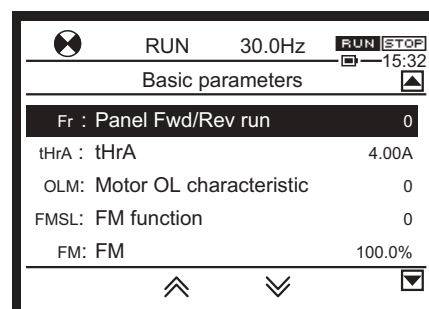 RUN 30.0Hz RUN STOP
15:32
Basic parameters
Fr : Panel Fwd/Rev run 0
tHrA : tHrA 4.00A
OLM: Motor OL characteristic 0
FMSL: FM function 0
FM: FM 100.0%